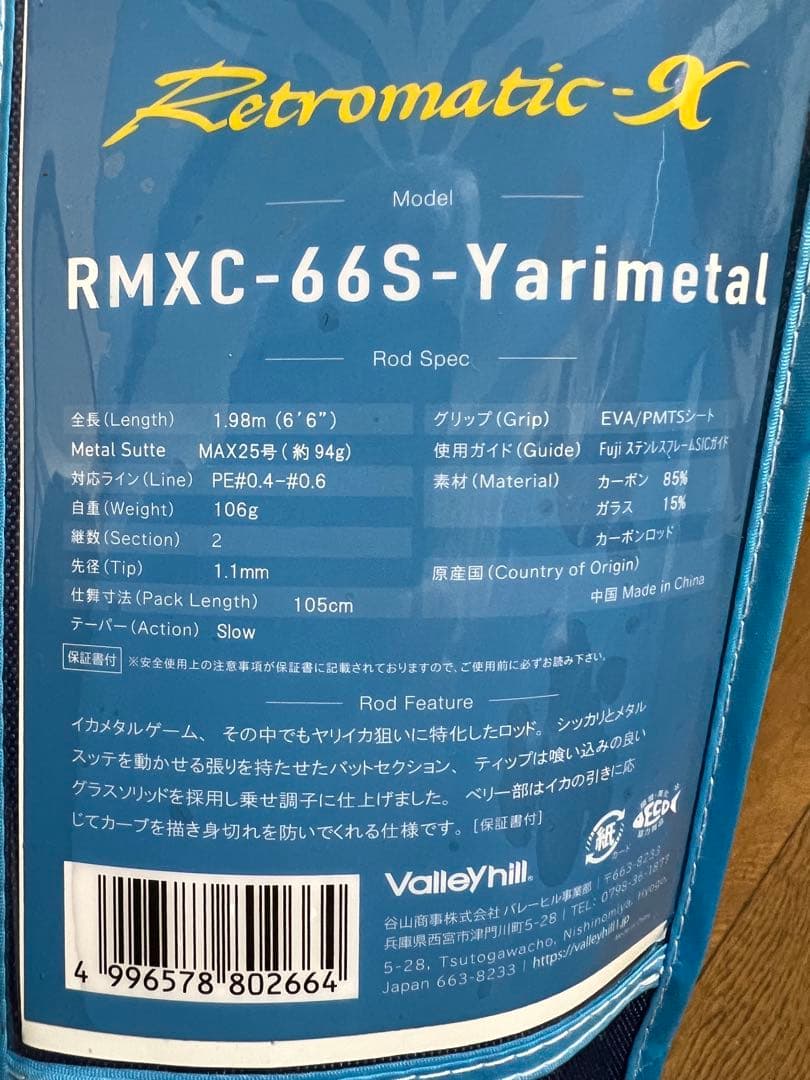 Retromatic-X
Model
RMXC-66S-Yarimetal
Rod Spec
全長(Length) 1.98m (6'6")
Metal Sutte MAX25号(約94g)
対応ライン(Line) PE#0.4-#0.6
自重(Weight) 106g
継数(Section) 2
先径(Tip) 1.1mm
仕舞寸法(Pack Length) 105cm
テーパー(Action) Slow
グリップ(Grip) EVA/PMTSシート
使用ガイド(Guide) Fuji ステンレスフレームSICガイド
素材(Material) カーボン 85%
ガラス 15%
カーボンロッド
原産国(Country of Origin)
中国 Made in China
保証書付 ※安全使用上の注意事項が保証書に記載されておりますので、ご使用前に必ずお読み下さい。
Rod Feature
イカメタルゲーム、その中でもヤリイカ狙いに特化したロッド。シッカリとメタル
スッテを動かせる張りを持たせたバットセクション、ティップは喰い込みの良い
グラスソリッドを採用し乗せ調子に仕上げました。ベリー部はイカの引きに応
じてカーブを描き身切れを防いでくれる仕様です。[保証書付]
紙
カード
ECO
Valleyhill
谷山商事株式会社 バレーヒル事業部 | 〒663-8233
兵庫県西宮市津門川町5-28 | TEL: 0798-36-1877
5-28, Tsutogawacho, Nishinomiya, Hyogo,
Japan 663-8233 | https://valleyhill.jp
4 996578 802664